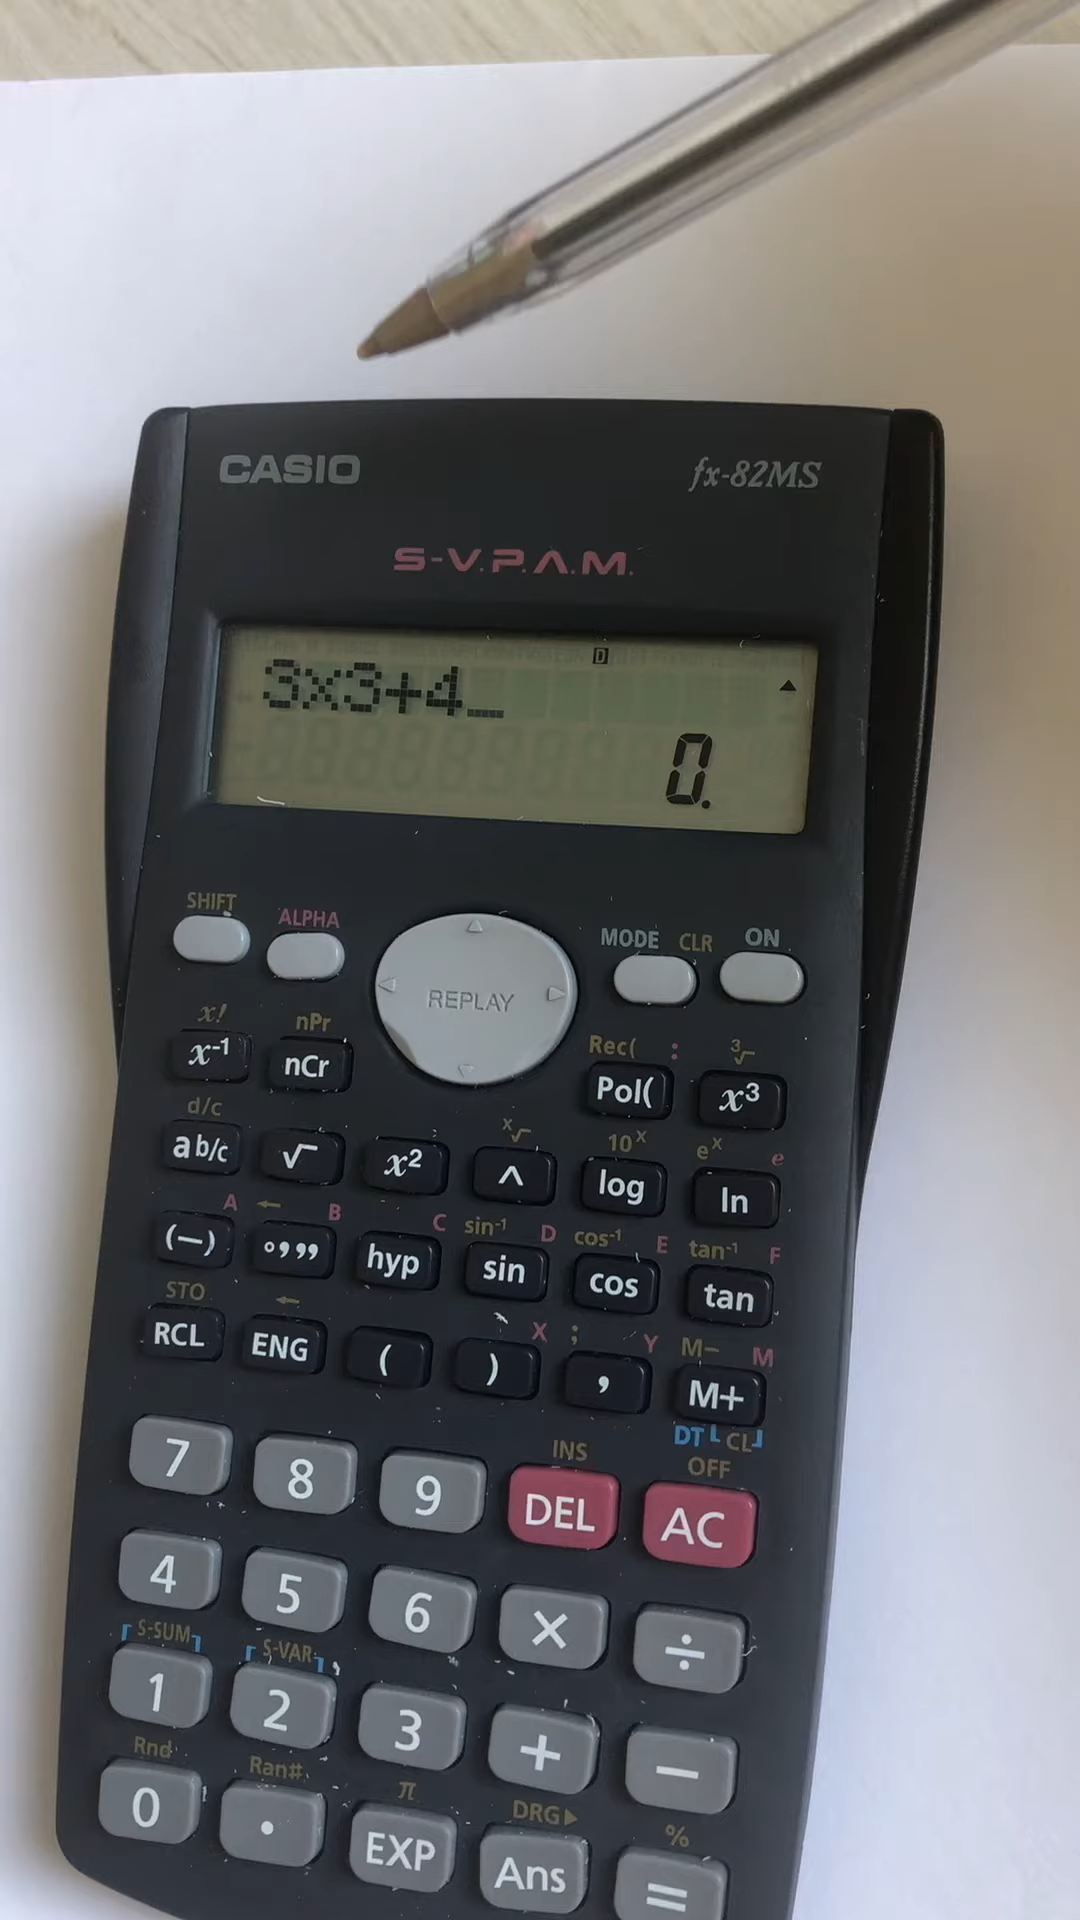 CASIO fx-82MS
S-V.P.A.M.
D
3x3+4_
0.
SHIFT ALPHA MODE CLR ON
REPLAY
x! nPr Rec( : ³√
x⁻¹ nCr Pol( x³
d/c ˣ√ 10ˣ eˣ e
a b/c √ x² ^ log ln
A ← B C sin⁻¹ D cos⁻¹ E tan⁻¹ F
(−) °,,, hyp sin cos tan
STO ← X ; Y M− M
RCL ENG ( ) , M+
DT CL
INS OFF
7 8 9 DEL AC
4 5 6 × ÷
S-SUM S-VAR
1 2 3 + −
Rnd Ran# π DRG▶ %
0 . EXP Ans =